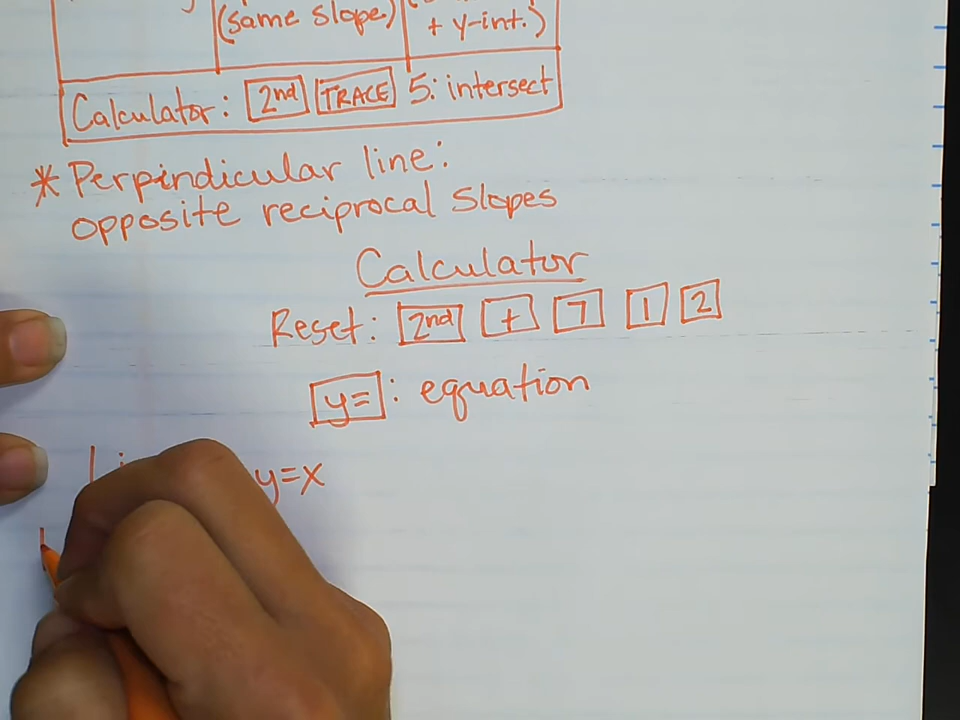 (same slope)
+ y-int.)
Calculator: 2nd TRACE 5: intersect
* Perpindicular line:
opposite reciprocal slopes
Calculator
Reset: 2nd + 7 1 2
y= : equation
y=x